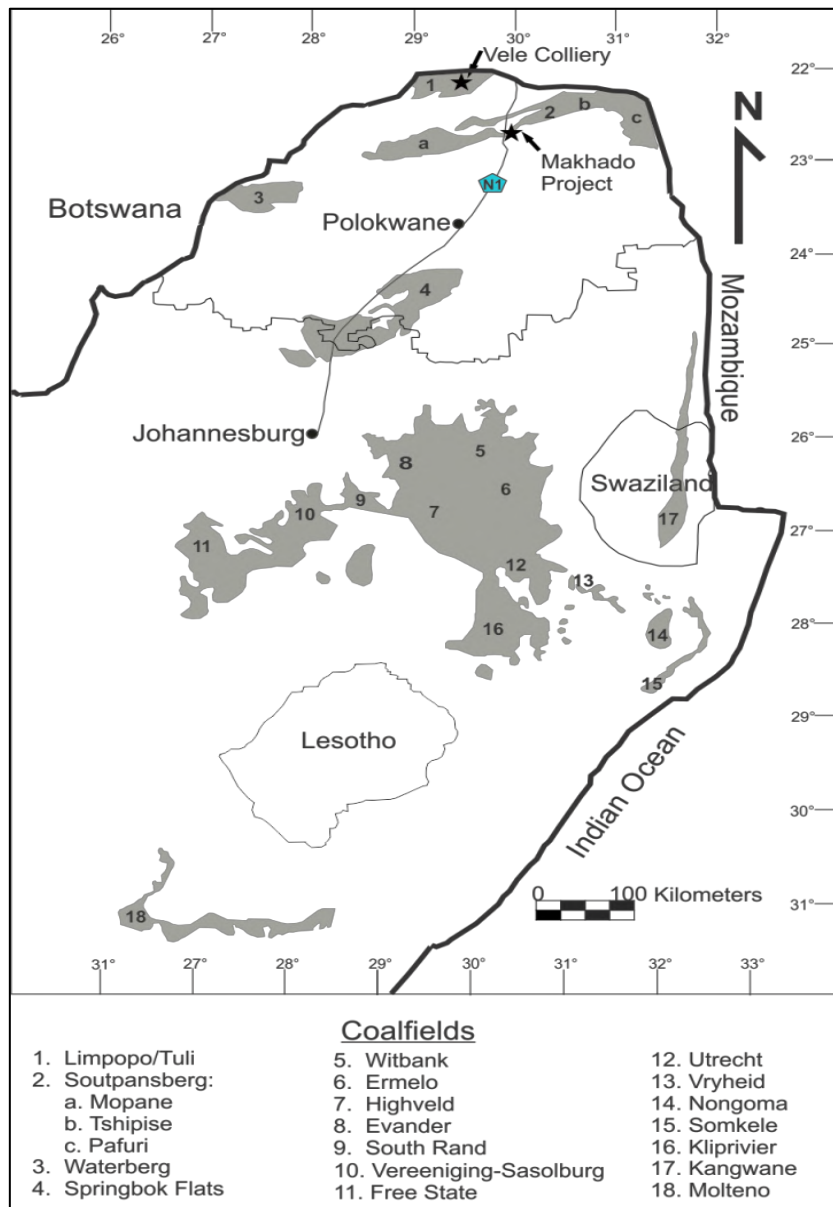 26° 27° 28° 29° 30° 31° 32°
Vele Colliery
22°
1
b
2
c
N
a
23°
Makhado
Project
N1
3
Botswana
Polokwane
24°
4
Mozambique
25°
Johannesburg
26°
5
8
6
Swaziland
9
7
10
17
27°
11
12
13
16
14
28°
15
29°
Lesotho
Indian Ocean
30°
0 100 Kilometers
31°
18
31° 27° 28° 29° 30° 31° 32° 33°
Coalfields
1. Limpopo/Tuli
2. Soutpansberg:
a. Mopane
b. Tshipise
c. Pafuri
3. Waterberg
4. Springbok Flats
5. Witbank
6. Ermelo
7. Highveld
8. Evander
9. South Rand
10. Vereeniging-Sasolburg
11. Free State
12. Utrecht
13. Vryheid
14. Nongoma
15. Somkele
16. Kliprivier
17. Kangwane
18. Molteno